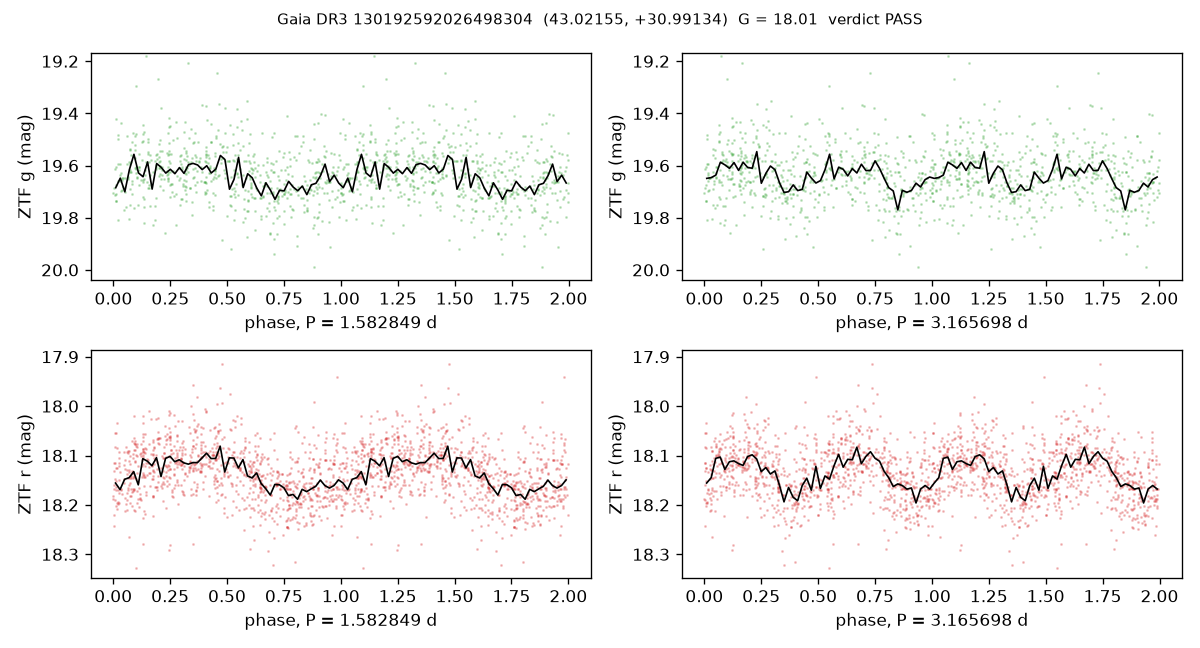 Gaia DR3 130192592026498304 (43.02155, +30.99134) G = 18.01 verdict PASS
ZTF g (mag)
19.2
19.4
19.6
19.8
20.0
0.00 0.25 0.50 0.75 1.00 1.25 1.50 1.75 2.00
phase, P = 1.582849 d
ZTF g (mag)
19.2
19.4
19.6
19.8
20.0
0.00 0.25 0.50 0.75 1.00 1.25 1.50 1.75 2.00
phase, P = 3.165698 d
ZTF r (mag)
17.9
18.0
18.1
18.2
18.3
0.00 0.25 0.50 0.75 1.00 1.25 1.50 1.75 2.00
phase, P = 1.582849 d
ZTF r (mag)
17.9
18.0
18.1
18.2
18.3
0.00 0.25 0.50 0.75 1.00 1.25 1.50 1.75 2.00
phase, P = 3.165698 d